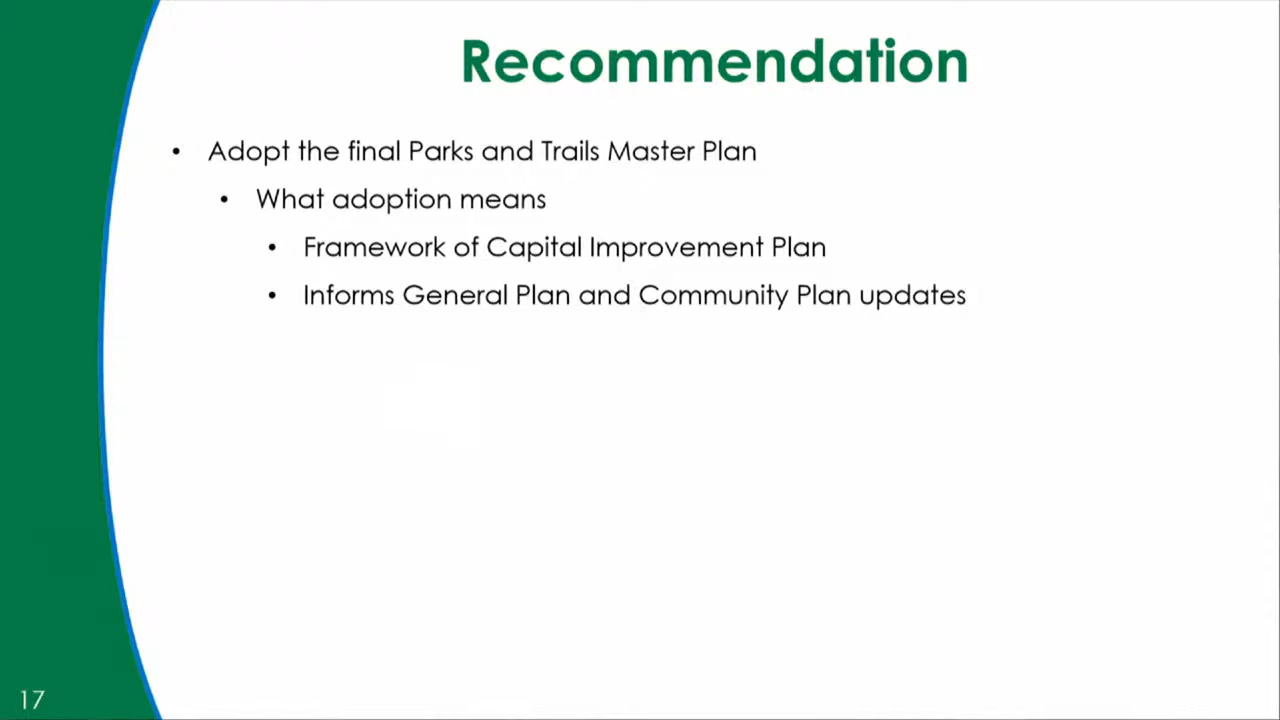 Recommendation
• Adopt the final Parks and Trails Master Plan
• What adoption means
• Framework of Capital Improvement Plan
• Informs General Plan and Community Plan updates
17